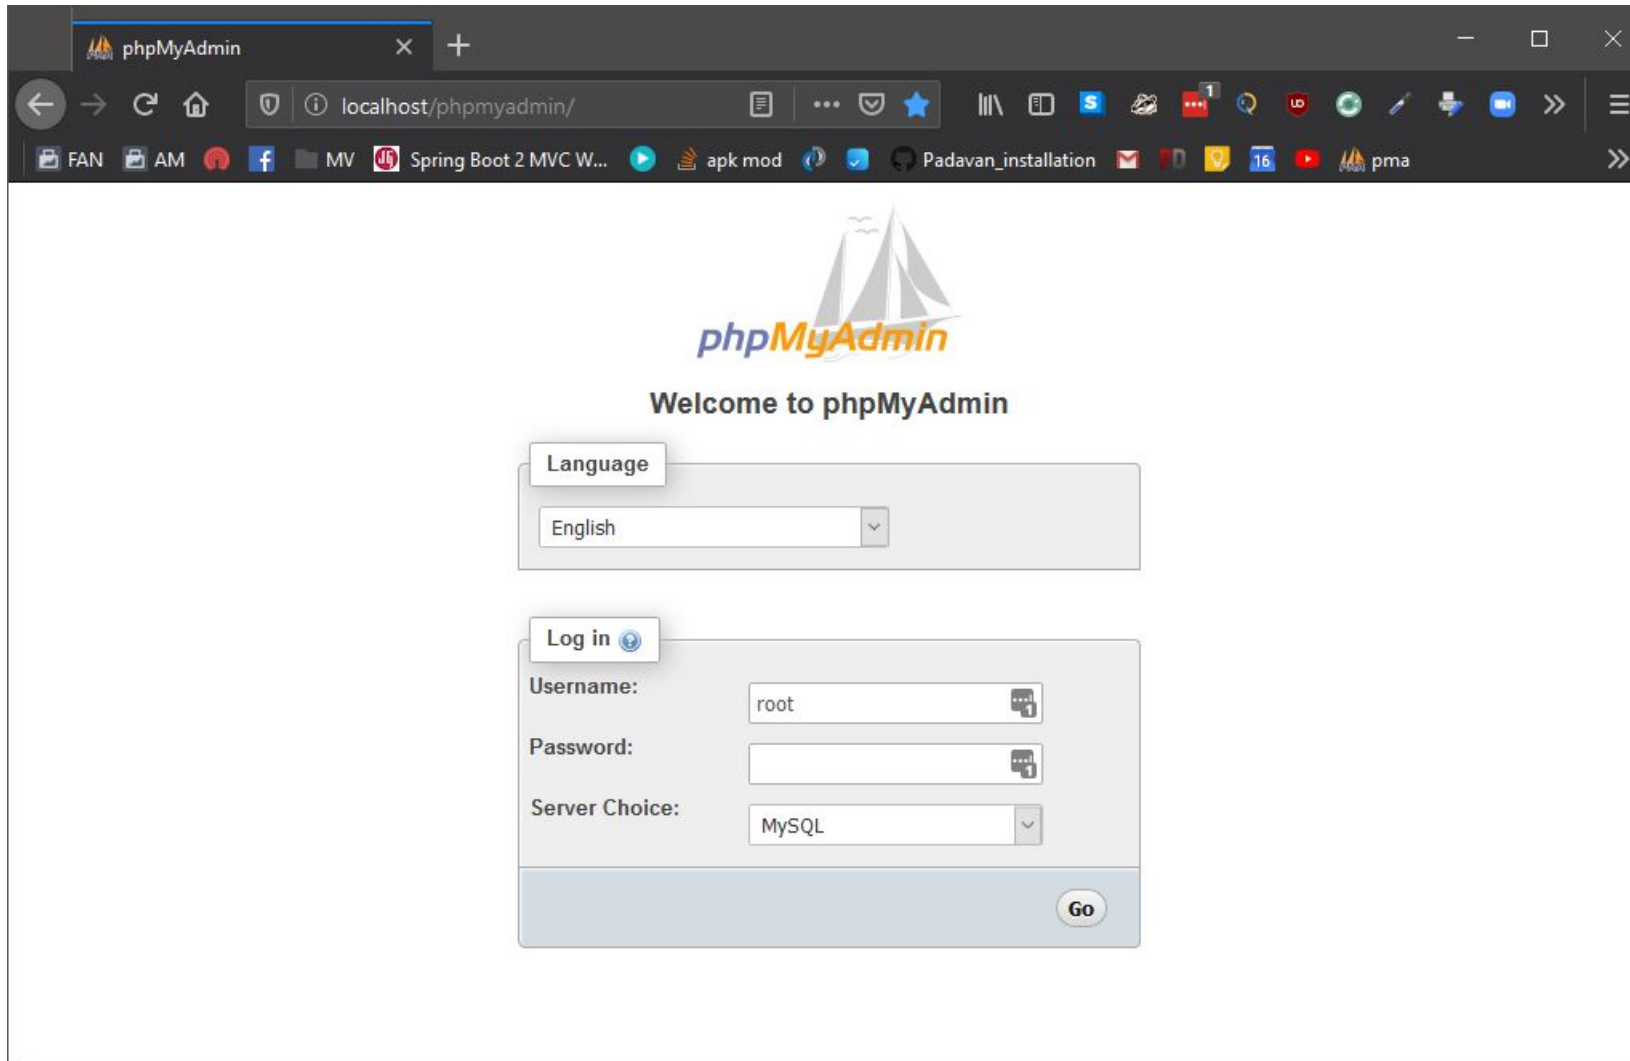 phpMyAdmin
localhost/phpmyadmin/
1
FAN AM MV Spring Boot 2 MVC W... apk mod Padavan_installation 16 pma
phpMyAdmin
Welcome to phpMyAdmin
Language
English
Log in
Username:
root
Password:
Server Choice:
MySQL
Go